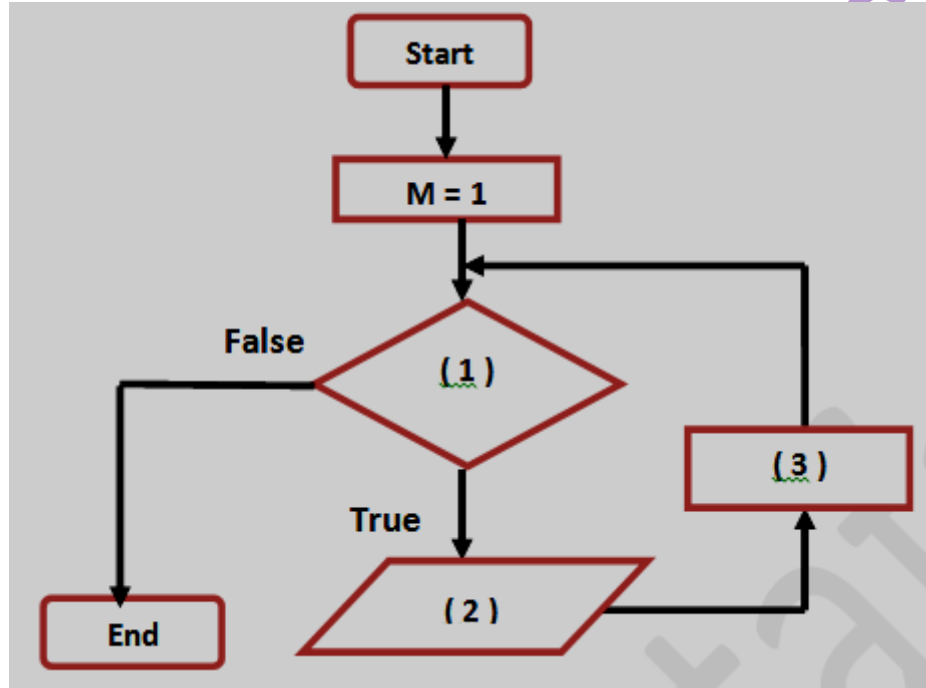 Start
M = 1
False
( 1 )
( 3 )
True
( 2 )
End